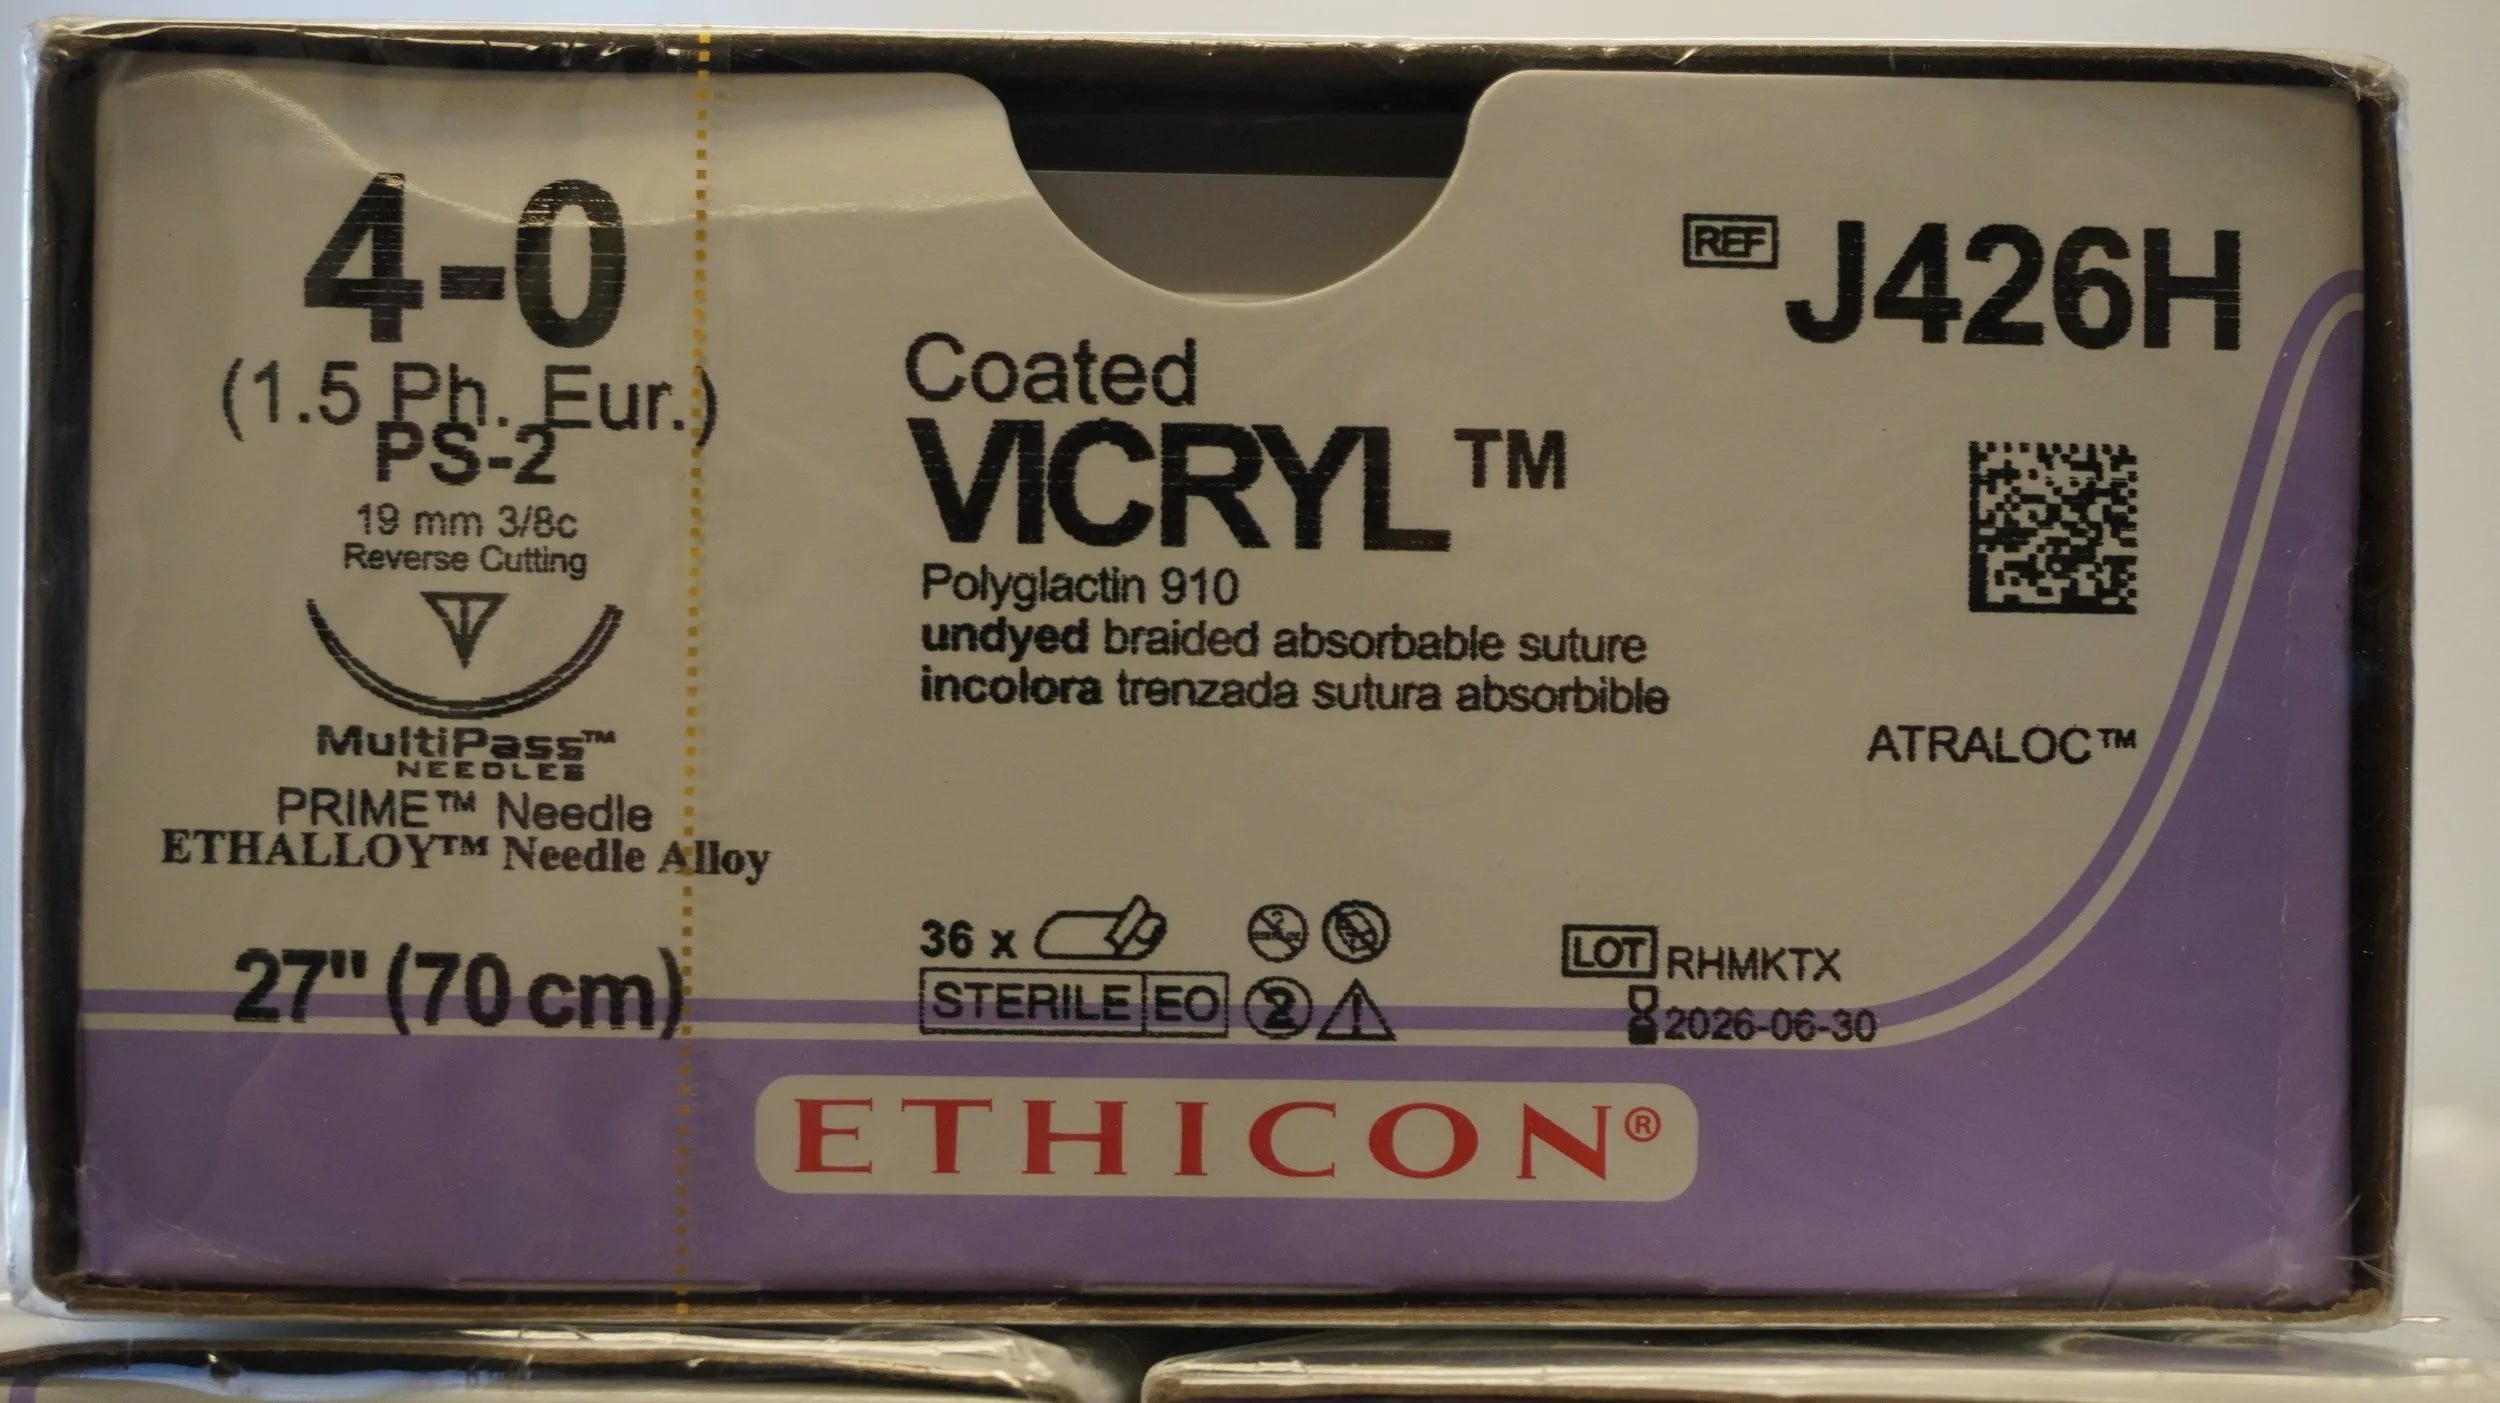 4-0
(1.5 Ph. Eur.)
PS-2
19 mm 3/8c
Reverse Cutting
MultiPass™
NEEDLES
PRIME™ Needle
ETHALLOY™ Needle Alloy
27" (70 cm)
Coated
VICRYL™
Polyglactin 910
undyed braided absorbable suture
incolora trenzada sutura absorbible
36 x
STERILE EO
2
REF J426H
ATRALOC™
LOT RHMKTX
2026-06-30
ETHICON®